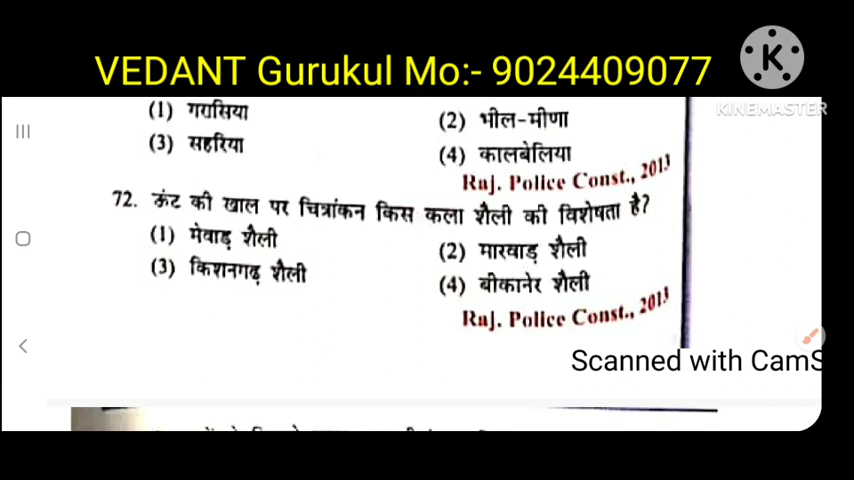 VEDANT Gurukul Mo:- 9024409077
K
KINEMASTER
(1) गरासिया
(2) भील-मीणा
(3) सहरिया
(4) कालबेलिया
Raj. Police Const., 2013
72. ऊंट की खाल पर चित्रांकन किस कला शैली की विशेषता है?
(1) मेवाड़ शैली
(2) मारवाड़ शैली
(3) किशनगढ़ शैली
(4) बीकानेर शैली
Raj. Police Const., 2013
Scanned with CamS